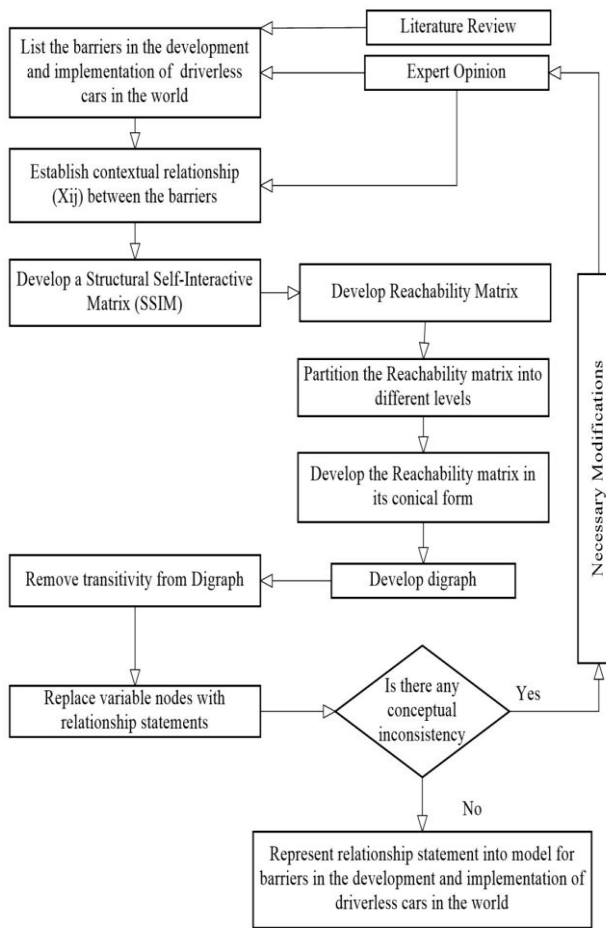 Literature Review
List the barriers in the development
and implementation of driverless
cars in the world
Expert Opinion
Establish contextual relationship
(Xij) between the barriers
Develop a Structural Self-Interactive
Matrix (SSIM)
Develop Reachability Matrix
Partition the Reachability matrix into
different levels
Develop the Reachability matrix in
its conical form
Develop digraph
Remove transitivity from Digraph
Replace variable nodes with
relationship statements
Is there any
conceptual
inconsistency
Yes
Necessary Modifications
No
Represent relationship statement into model for
barriers in the development and implementation of
driverless cars in the world